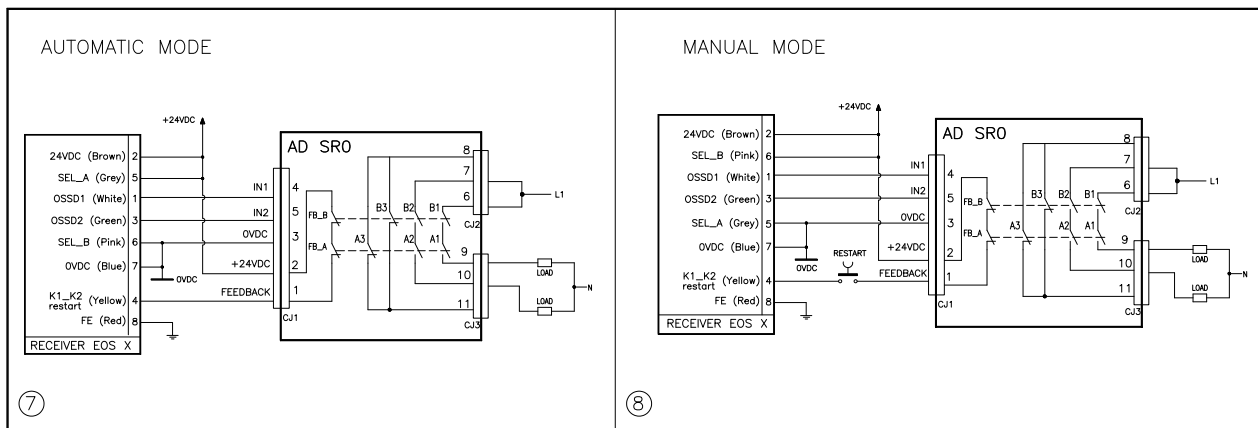 AUTOMATIC MODE
+24VDC
24VDC (Brown) 2
SEL_A (Grey) 5
OSSD1 (White) 1
OSSD2 (Green) 3
SEL_B (Pink) 6
0VDC (Blue) 7
K1_K2 restart (Yellow) 4
FE (Red) 8
RECEIVER EOS X
0VDC
IN1
IN2
0VDC
+24VDC
FEEDBACK
4
5
3
2
1
CJ1
AD SR0
FB_B
FB_A
B3
B2
B1
A3
A2
A1
8
7
6
CJ2
9
10
11
CJ3
L1
LOAD
LOAD
N
7
MANUAL MODE
+24VDC
24VDC (Brown) 2
SEL_B (Pink) 6
OSSD1 (White) 1
OSSD2 (Green) 3
SEL_A (Grey) 5
0VDC (Blue) 7
K1_K2 restart (Yellow) 4
FE (Red) 8
RECEIVER EOS X
0VDC
RESTART
IN1
IN2
0VDC
+24VDC
FEEDBACK
4
5
3
2
1
CJ1
AD SR0
FB_B
FB_A
B3
B2
B1
A3
A2
A1
8
7
6
CJ2
9
10
11
CJ3
L1
LOAD
LOAD
N
8